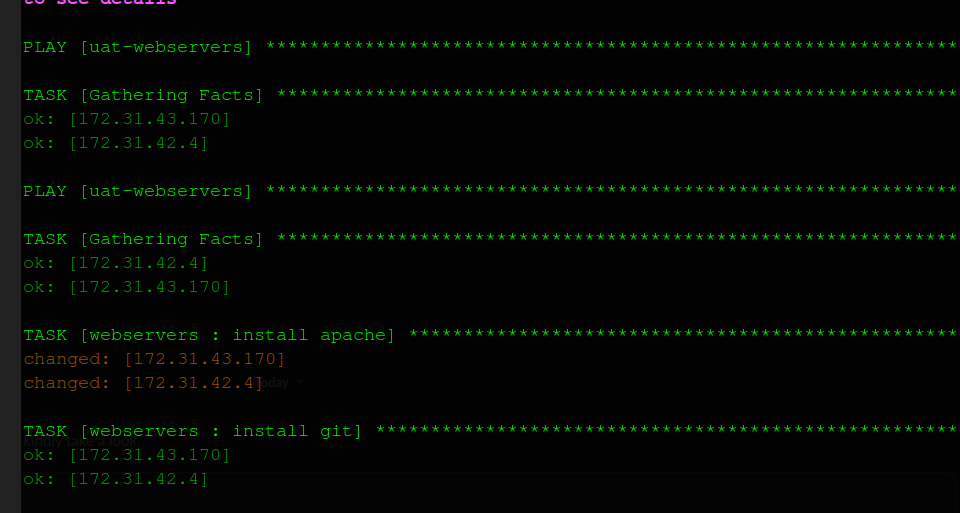 to see details
PLAY [uat-webservers] ***************************************************************
TASK [Gathering Facts] **************************************************************
ok: [172.31.43.170]
ok: [172.31.42.4]
PLAY [uat-webservers] ***************************************************************
TASK [Gathering Facts] **************************************************************
ok: [172.31.42.4]
ok: [172.31.43.170]
TASK [webservers : install apache] **************************************************
changed: [172.31.43.170]
changed: [172.31.42.4]
Today
TASK [webservers : install git] *****************************************************
ok: [172.31.43.170]
ok: [172.31.42.4]